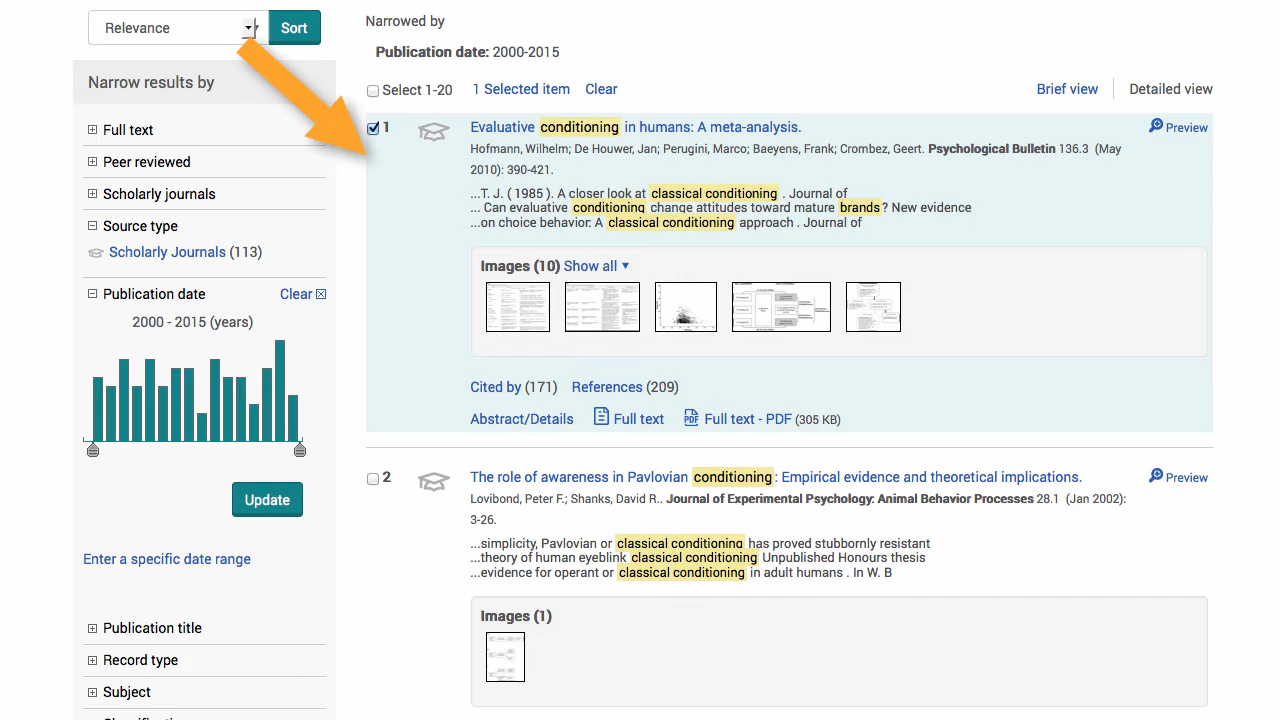 Relevance
Sort
Narrow results by
Full text
Peer reviewed
Scholarly journals
Source type
Scholarly Journals (113)
Publication date
Clear
2000 - 2015 (years)
Update
Enter a specific date range
Publication title
Record type
Subject
Narrowed by
Publication date: 2000-2015
Select 1-20 1 Selected item Clear
Brief view Detailed view
1 Evaluative conditioning in humans: A meta-analysis.
Preview
Hofmann, Wilhelm; De Houwer, Jan; Perugini, Marco; Baeyens, Frank; Crombez, Geert. Psychological Bulletin 136.3 (May
2010): 390-421.
...T. J. ( 1985 ). A closer look at classical conditioning . Journal of
... Can evaluative conditioning change attitudes toward mature brands ? New evidence
...on choice behavior. A classical conditioning approach . Journal of
Images (10) Show all
Cited by (171) References (209)
Abstract/Details Full text PDF Full text - PDF (305 KB)
2 The role of awareness in Pavlovian conditioning: Empirical evidence and theoretical implications.
Preview
Lovibond, Peter F.; Shanks, David R.. Journal of Experimental Psychology: Animal Behavior Processes 28.1 (Jan 2002):
3-26.
...simplicity, Pavlovian or classical conditioning has proved stubbornly resistant
...theory of human eyeblink classical conditioning Unpublished Honours thesis
...evidence for operant or classical conditioning in adult humans . In W. B
Images (1)